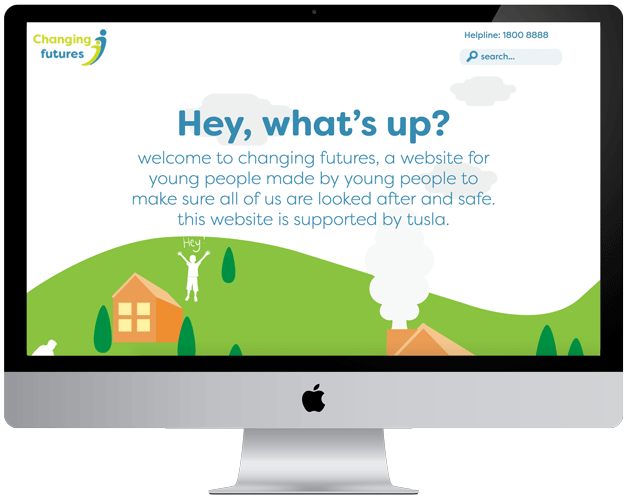 Changing
futures
Helpline: 1800 8888
search...
Hey, what's up?
welcome to changing futures, a website for
young people made by young people to
make sure all of us are looked after and safe.
this website is supported by tusla.
Hey!